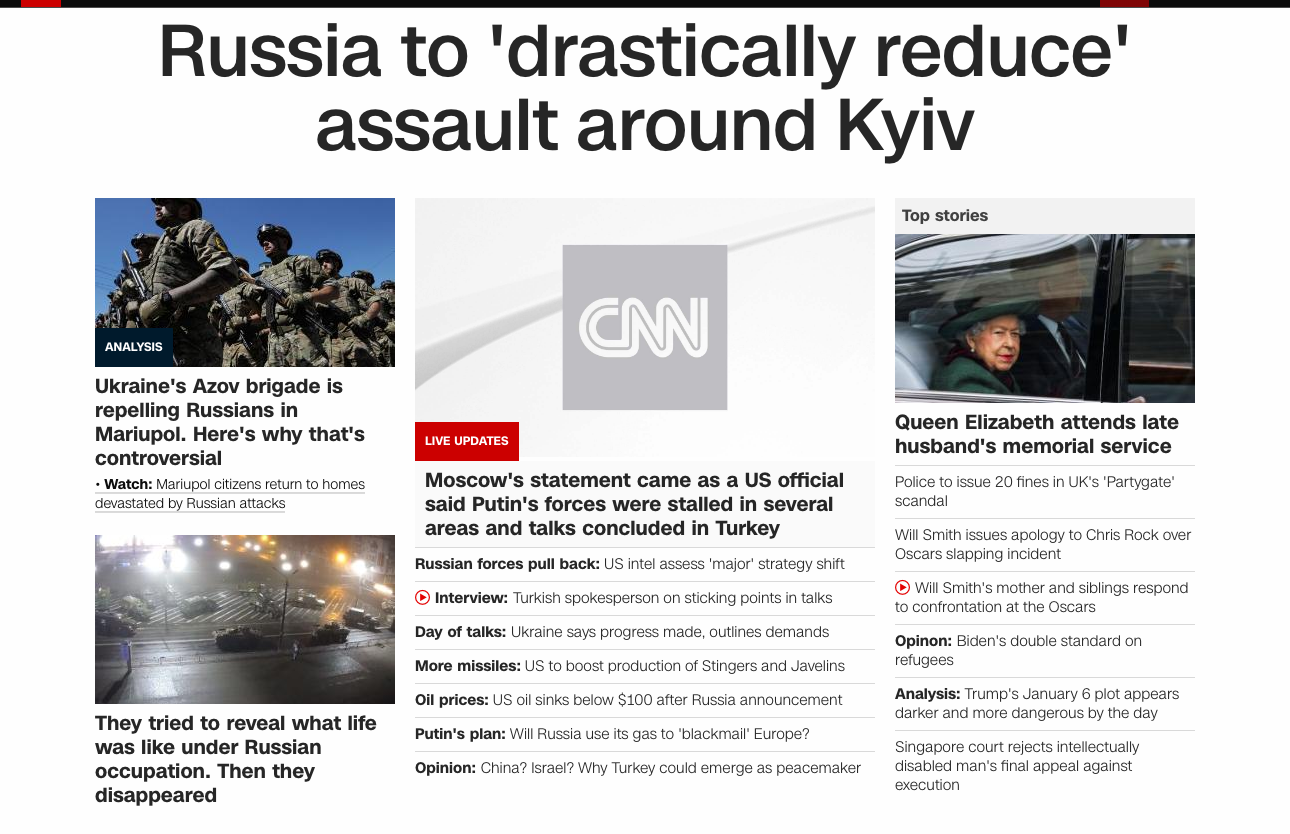 Russia to 'drastically reduce'
assault around Kyiv
ANALYSIS
Ukraine's Azov brigade is
repelling Russians in
Mariupol. Here's why that's
controversial
• Watch: Mariupol citizens return to homes
devastated by Russian attacks
They tried to reveal what life
was like under Russian
occupation. Then they
disappeared
CNN
LIVE UPDATES
Moscow's statement came as a US official
said Putin's forces were stalled in several
areas and talks concluded in Turkey
Russian forces pull back: US intel assess 'major' strategy shift
Interview: Turkish spokesperson on sticking points in talks
Day of talks: Ukraine says progress made, outlines demands
More missiles: US to boost production of Stingers and Javelins
Oil prices: US oil sinks below $100 after Russia announcement
Putin's plan: Will Russia use its gas to 'blackmail' Europe?
Opinion: China? Israel? Why Turkey could emerge as peacemaker
Top stories
Queen Elizabeth attends late
husband's memorial service
Police to issue 20 fines in UK's 'Partygate'
scandal
Will Smith issues apology to Chris Rock over
Oscars slapping incident
Will Smith's mother and siblings respond
to confrontation at the Oscars
Opinon: Biden's double standard on
refugees
Analysis: Trump's January 6 plot appears
darker and more dangerous by the day
Singapore court rejects intellectually
disabled man's final appeal against
execution